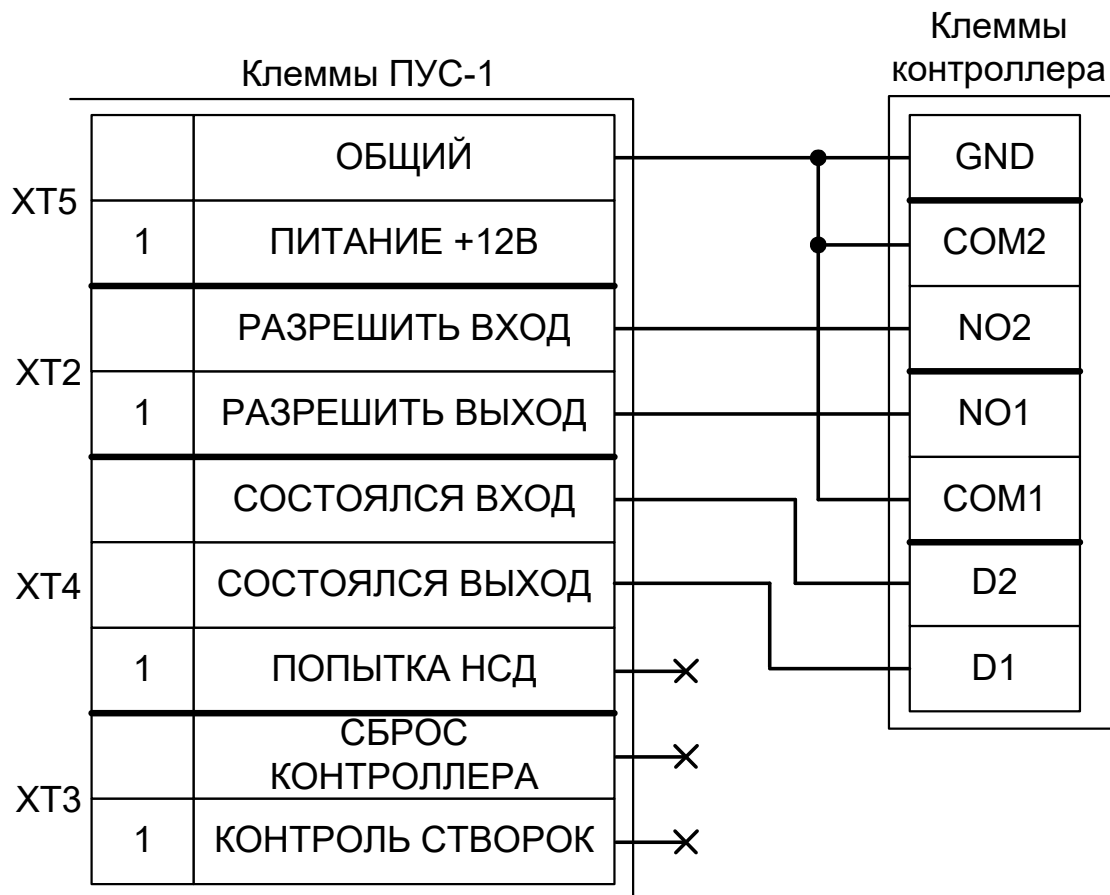 Клеммы ПУС-1
Клеммы
контроллера
XT5
ОБЩИЙ
1 ПИТАНИЕ +12В
XT2
РАЗРЕШИТЬ ВХОД
1 РАЗРЕШИТЬ ВЫХОД
XT4
СОСТОЯЛСЯ ВХОД
СОСТОЯЛСЯ ВЫХОД
1 ПОПЫТКА НСД
XT3
СБРОС
КОНТРОЛЛЕРА
1 КОНТРОЛЬ СТВОРОК
GND
COM2
NO2
NO1
COM1
D2
D1